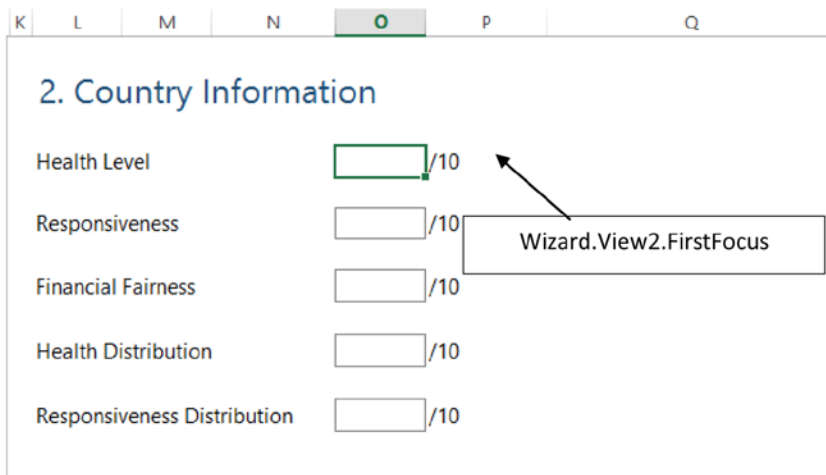 K L M N O P Q
2. Country Information
Health Level /10
Responsiveness /10
Wizard.View2.FirstFocus
Financial Fairness /10
Health Distribution /10
Responsiveness Distribution /10